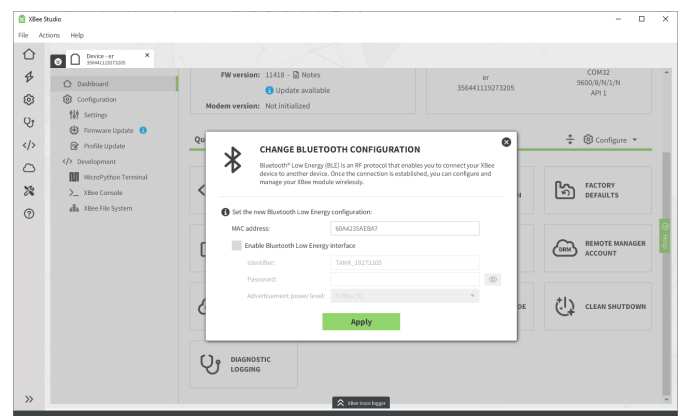 XBee Studio
File Actions Help
Device - er
356441119273205
Dashboard
Configuration
Settings
Firmware Update
Profile Update
Development
MicroPython Terminal
XBee Console
XBee File System
FW version: 11418 - Notes
Update available
Modem version: Not initialized
er
356441119273205
COM32
9600/8/N/1/N
API 1
Configure
CHANGE BLUETOOTH CONFIGURATION
Bluetooth® Low Energy (BLE) is an RF protocol that enables you to connect your XBee
device to another device. Once the connection is established, you can configure and
manage your XBee module wirelessly.
Set the new Bluetooth Low Energy configuration:
MAC address: 60A423SAEBA7
Enable Bluetooth Low Energy interface
Identifier: TANK_19273205
Password:
Advertisement power level:
Apply
FACTORY
DEFAULTS
DRM
REMOTE MANAGER
ACCOUNT
CLEAN SHUTDOWN
DIAGNOSTIC
LOGGING
Help
XBee trace logger